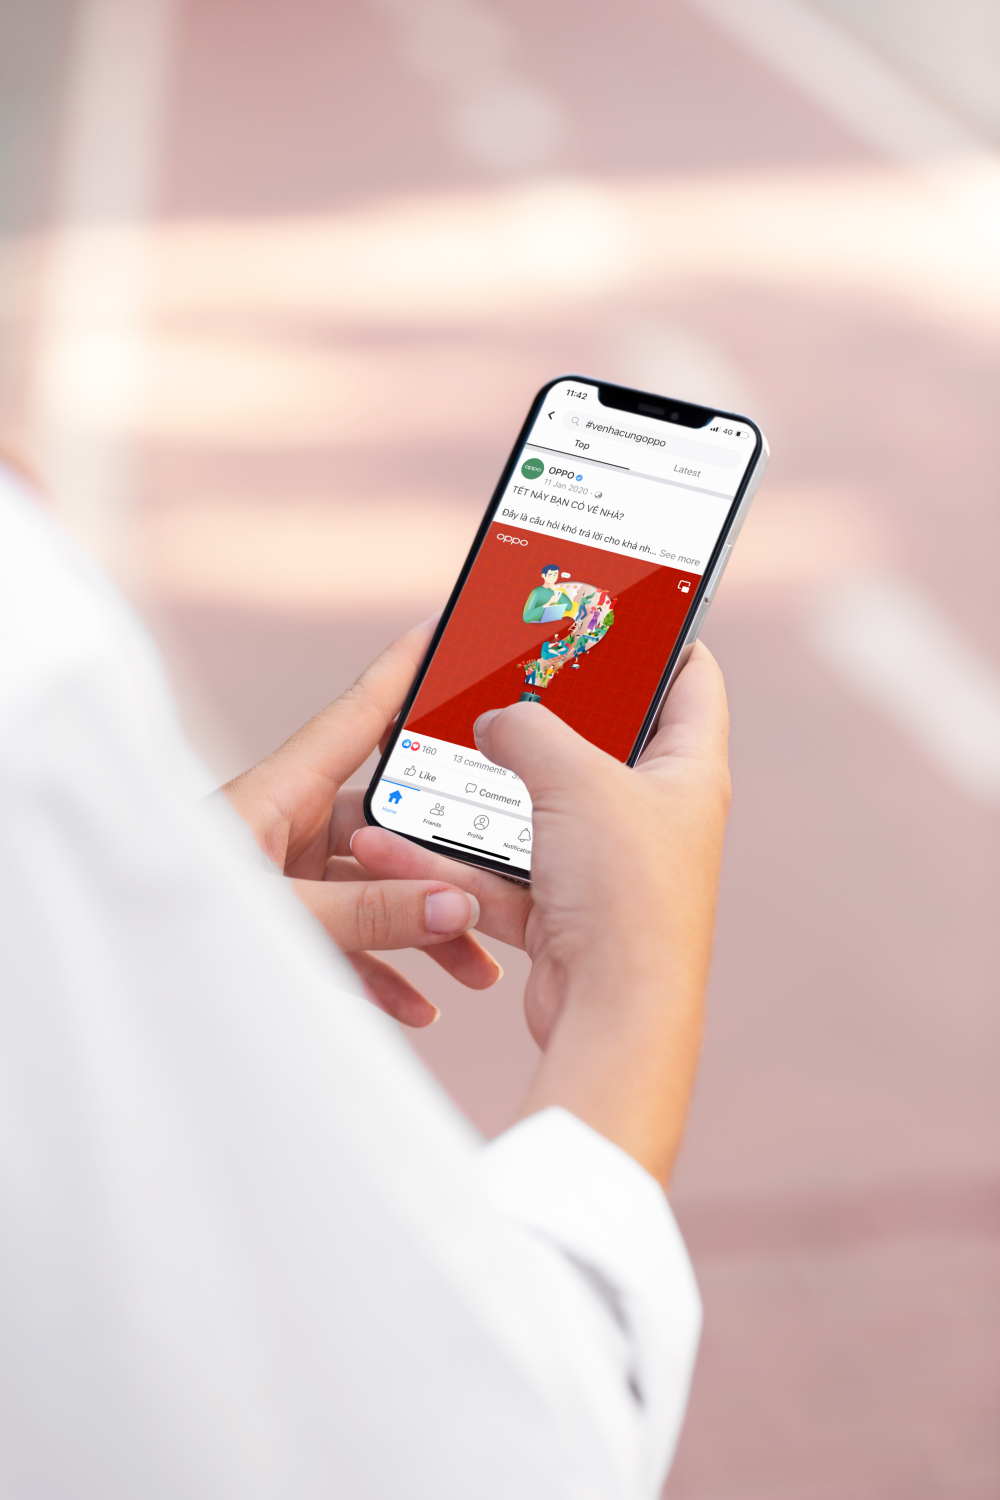 11:42
4G
#venhacungoppo
Top
Latest
oppo
OPPO
11 Jan 2020 ·
TẾT NÀY BẠN CÓ VỀ NHÀ?
Đây là câu hỏi khó trả lời cho khá nh... See more
oppo
160
13 comments
Like
Comment
Home
Friends
Profile